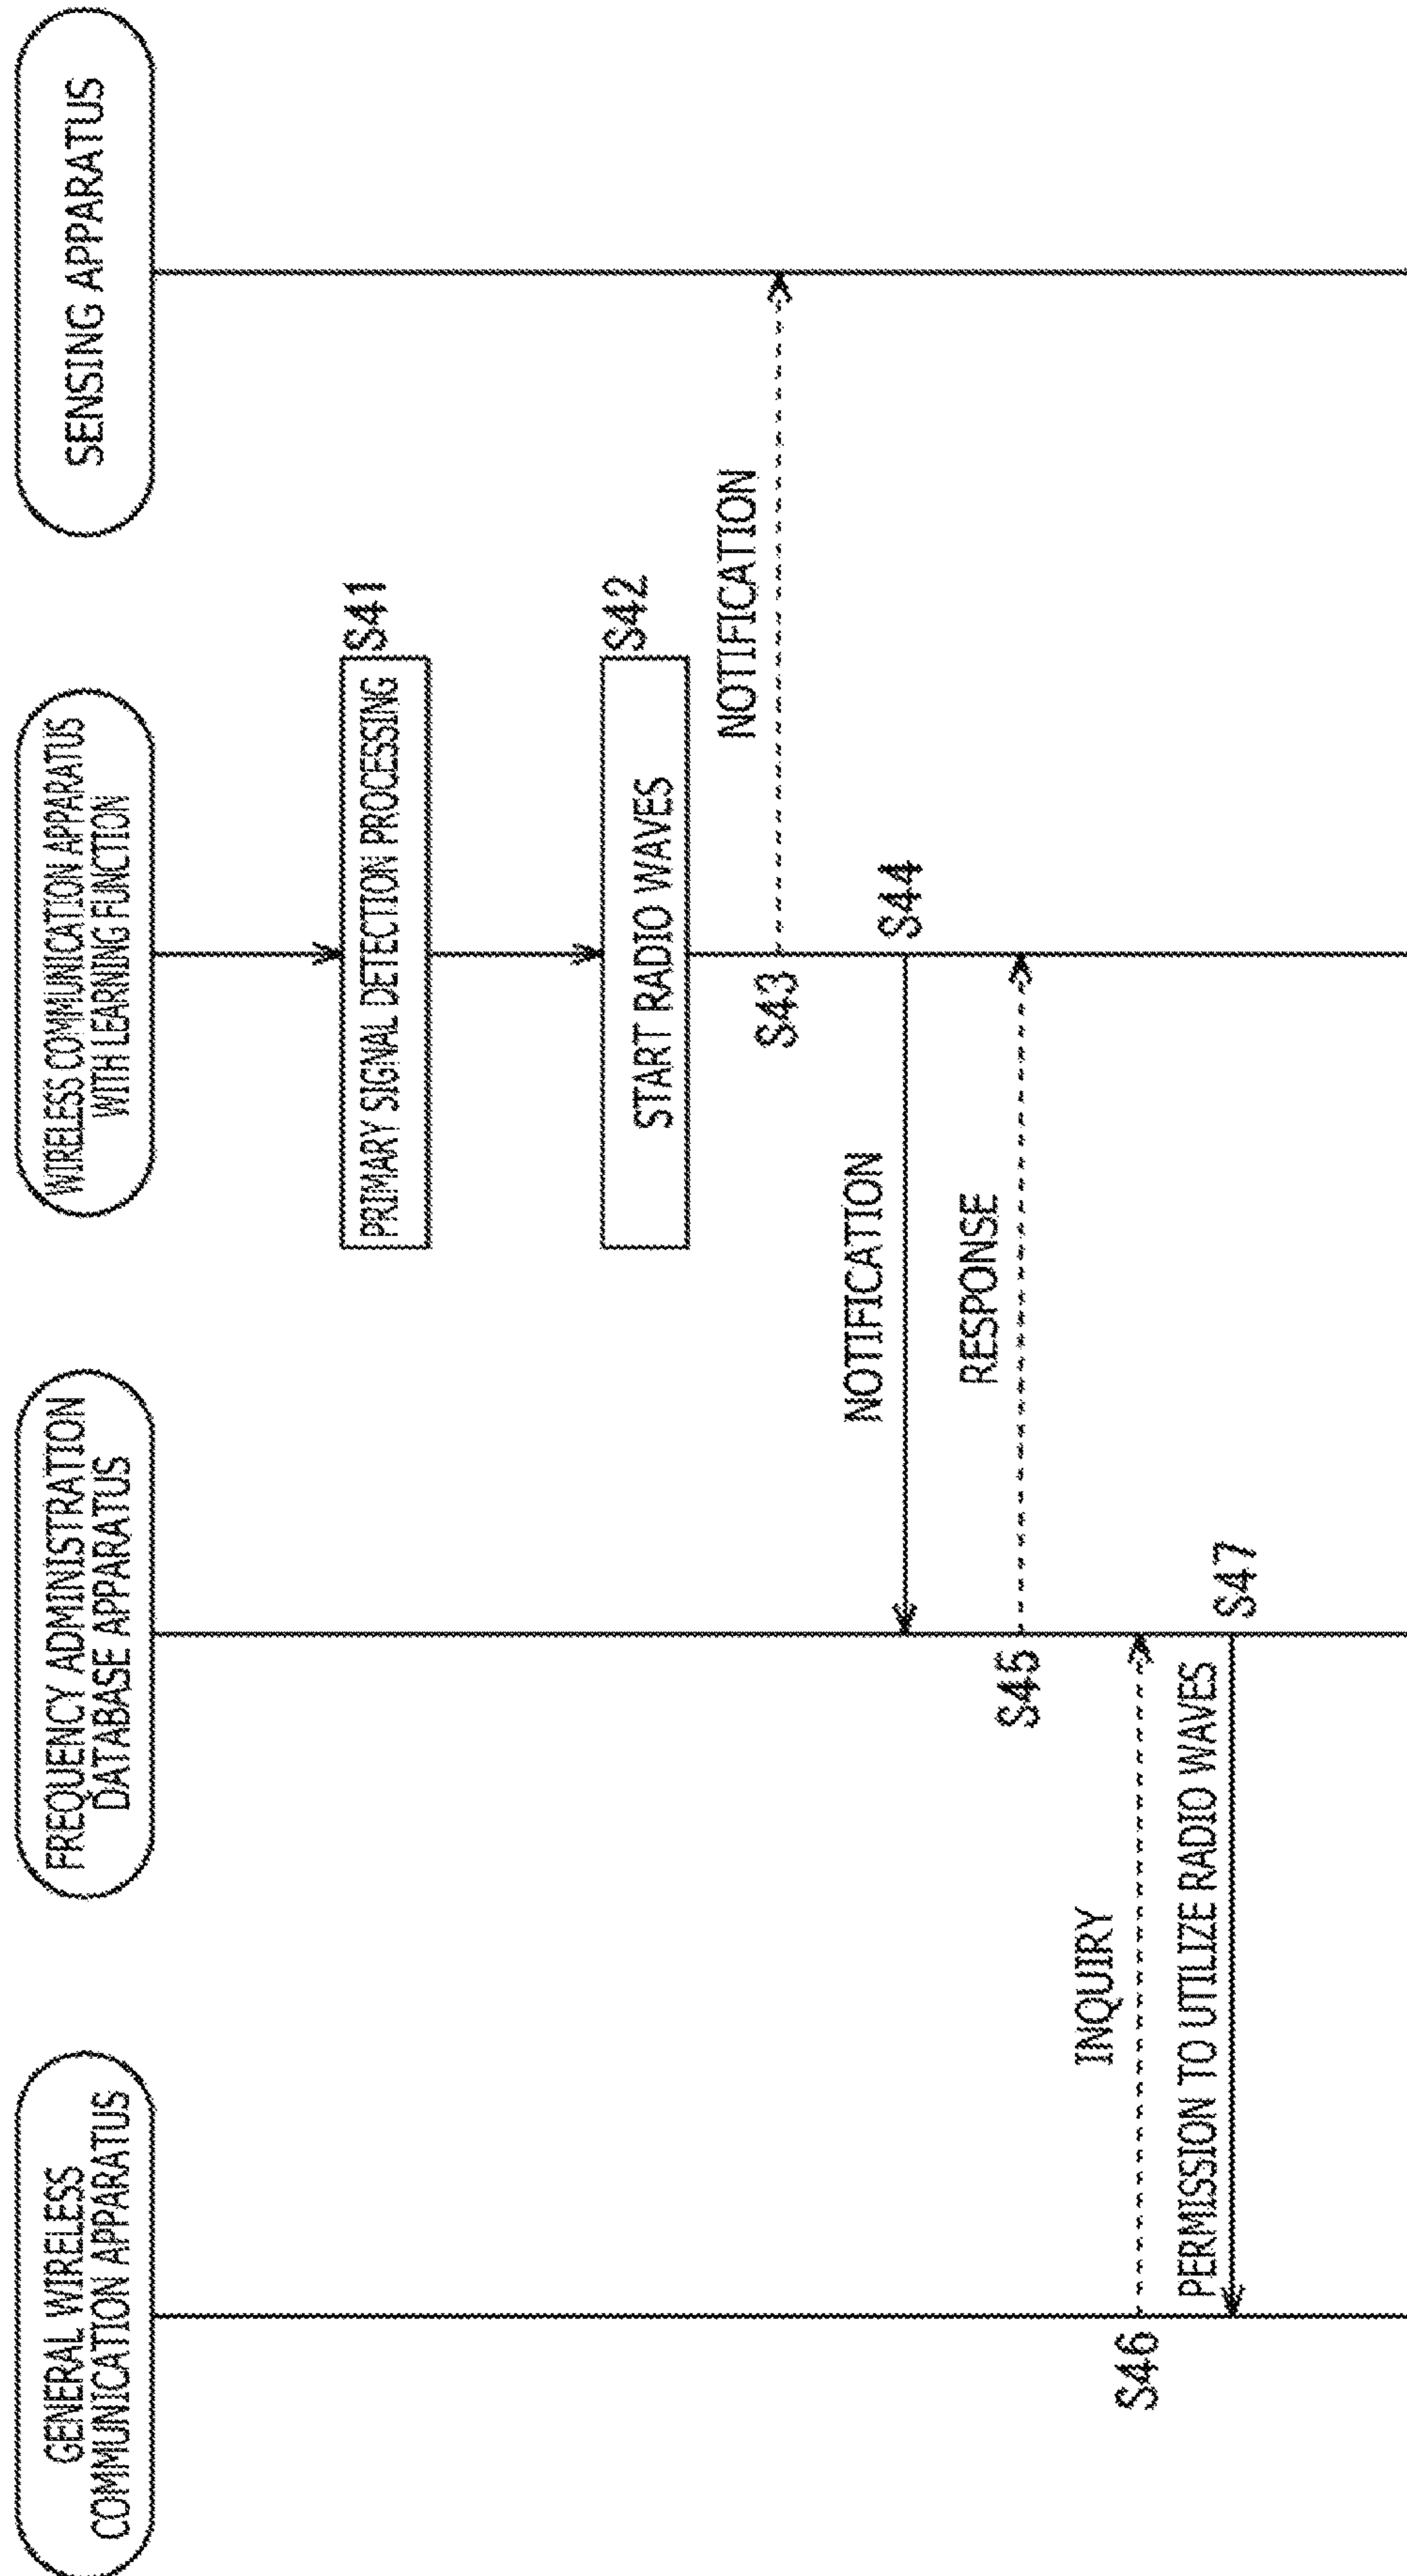 GENERAL WIRELESS
COMMUNICATION APPARATUS
FREQUENCY ADMINISTRATION
DATABASE APPARATUS
WIRELESS COMMUNICATION APPARATUS
WITH LEARNING FUNCTION
SENSING APPARATUS
S41
PRIMARY SIGNAL DETECTION PROCESSING
S42
START RADIO WAVES
NOTIFICATION
S43
S44
NOTIFICATION
RESPONSE
S45
INQUIRY
S46
S47
PERMISSION TO UTILIZE RADIO WAVES